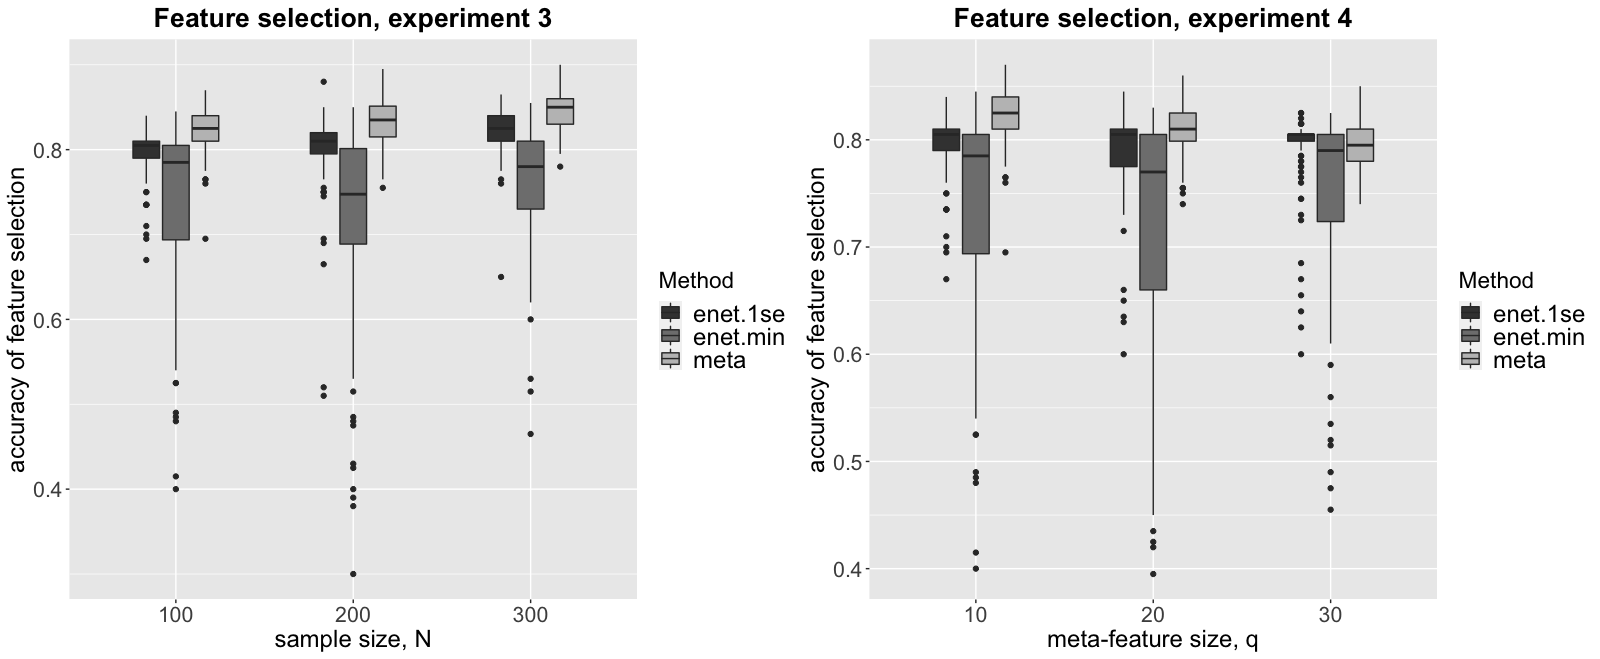 Feature selection, experiment 3
accuracy of feature selection
0.8
0.6
0.4
100
200
300
sample size, N
Method
enet.1se
enet.min
meta
Feature selection, experiment 4
accuracy of feature selection
0.8
0.7
0.6
0.5
0.4
10
20
30
meta-feature size, q
Method
enet.1se
enet.min
meta